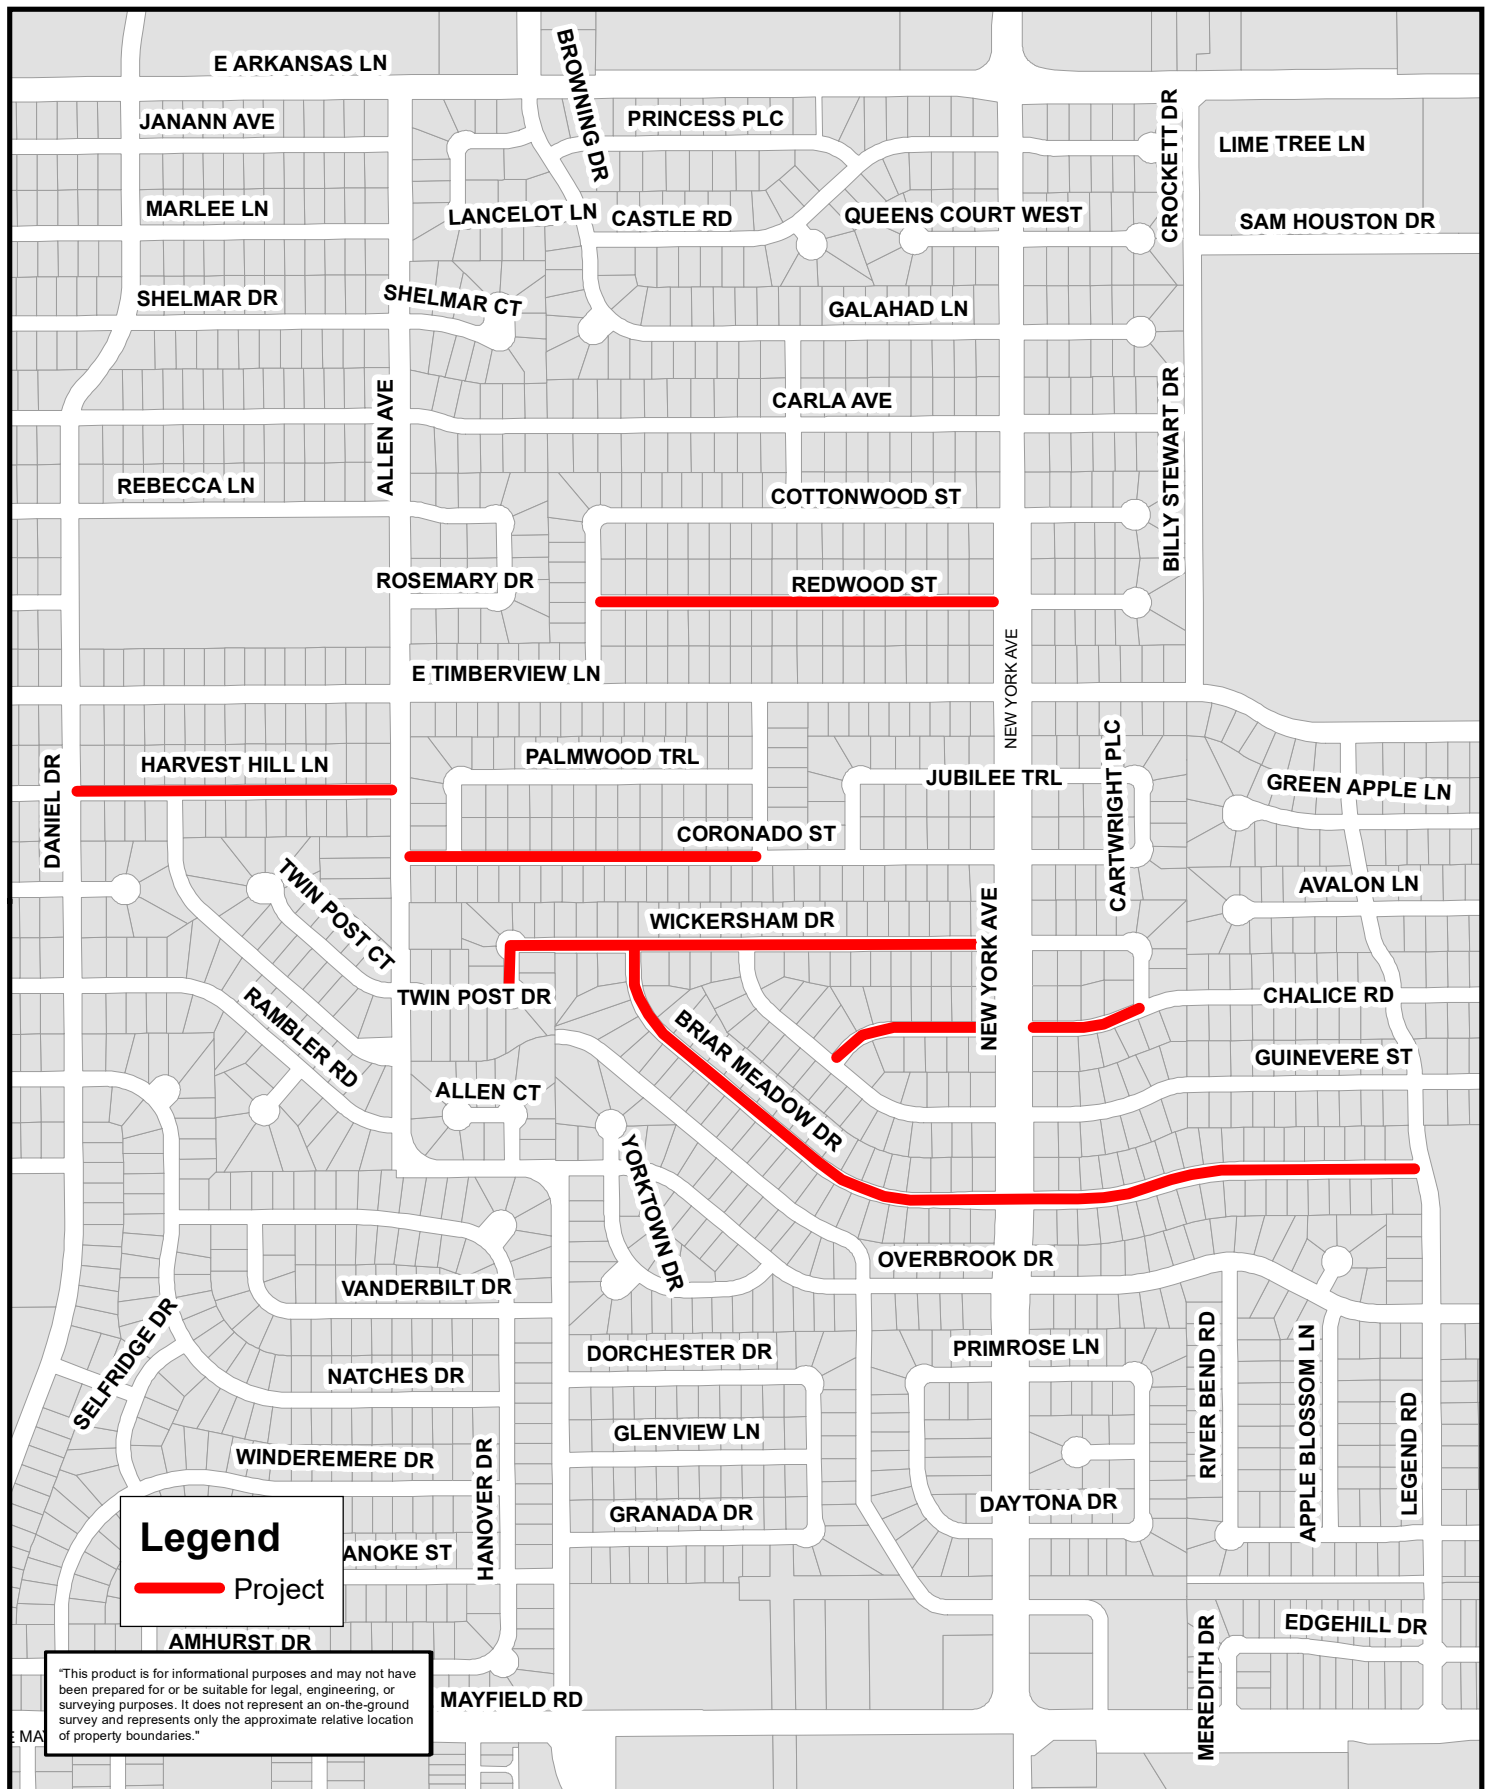 E ARKANSAS LN
BROWNING DR
JANANN AVE
PRINCESS PLC
CROCKETT DR
LIME TREE LN
MARLEE LN
LANCELOT LN
CASTLE RD
QUEENS COURT WEST
SAM HOUSTON DR
SHELMAR DR
SHELMAR CT
GALAHAD LN
ALLEN AVE
CARLA AVE
BILLY STEWART DR
REBECCA LN
COTTONWOOD ST
ROSEMARY DR
REDWOOD ST
NEW YORK AVE
E TIMBERVIEW LN
DANIEL DR
HARVEST HILL LN
PALMWOOD TRL
JUBILEE TRL
CARTWRIGHT PLC
GREEN APPLE LN
CORONADO ST
TWIN POST CT
AVALON LN
WICKERSHAM DR
NEW YORK AVE
TWIN POST DR
CHALICE RD
RAMBLER RD
BRIAR MEADOW DR
GUINEVERE ST
ALLEN CT
YORKTOWN DR
OVERBROOK DR
VANDERBILT DR
SELFRIDGE DR
DORCHESTER DR
PRIMROSE LN
RIVER BEND RD
APPLE BLOSSOM LN
LEGEND RD
NATCHES DR
GLENVIEW LN
WINDEREMERE DR
HANOVER DR
GRANADA DR
DAYTONA DR
Legend
Project
ANOKE ST
AMHURST DR
EDGEHILL DR
MEREDITH DR
MAYFIELD RD
E MA
"This product is for informational purposes and may not have
been prepared for or be suitable for legal, engineering, or
surveying purposes. It does not represent an on-the-ground
survey and represents only the approximate relative location
of property boundaries."